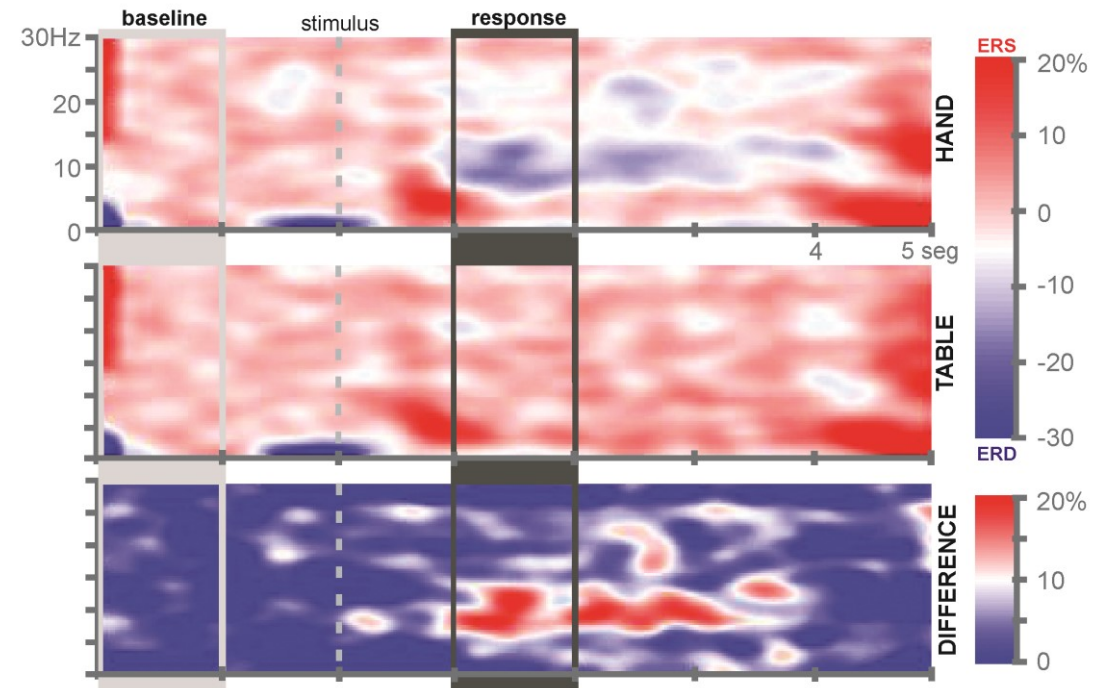 baseline
stimulus
response
30Hz
20
10
0
4
5 seg
HAND
TABLE
DIFFERENCE
ERS
20%
10
0
-10
-20
-30
ERD
20%
10
0